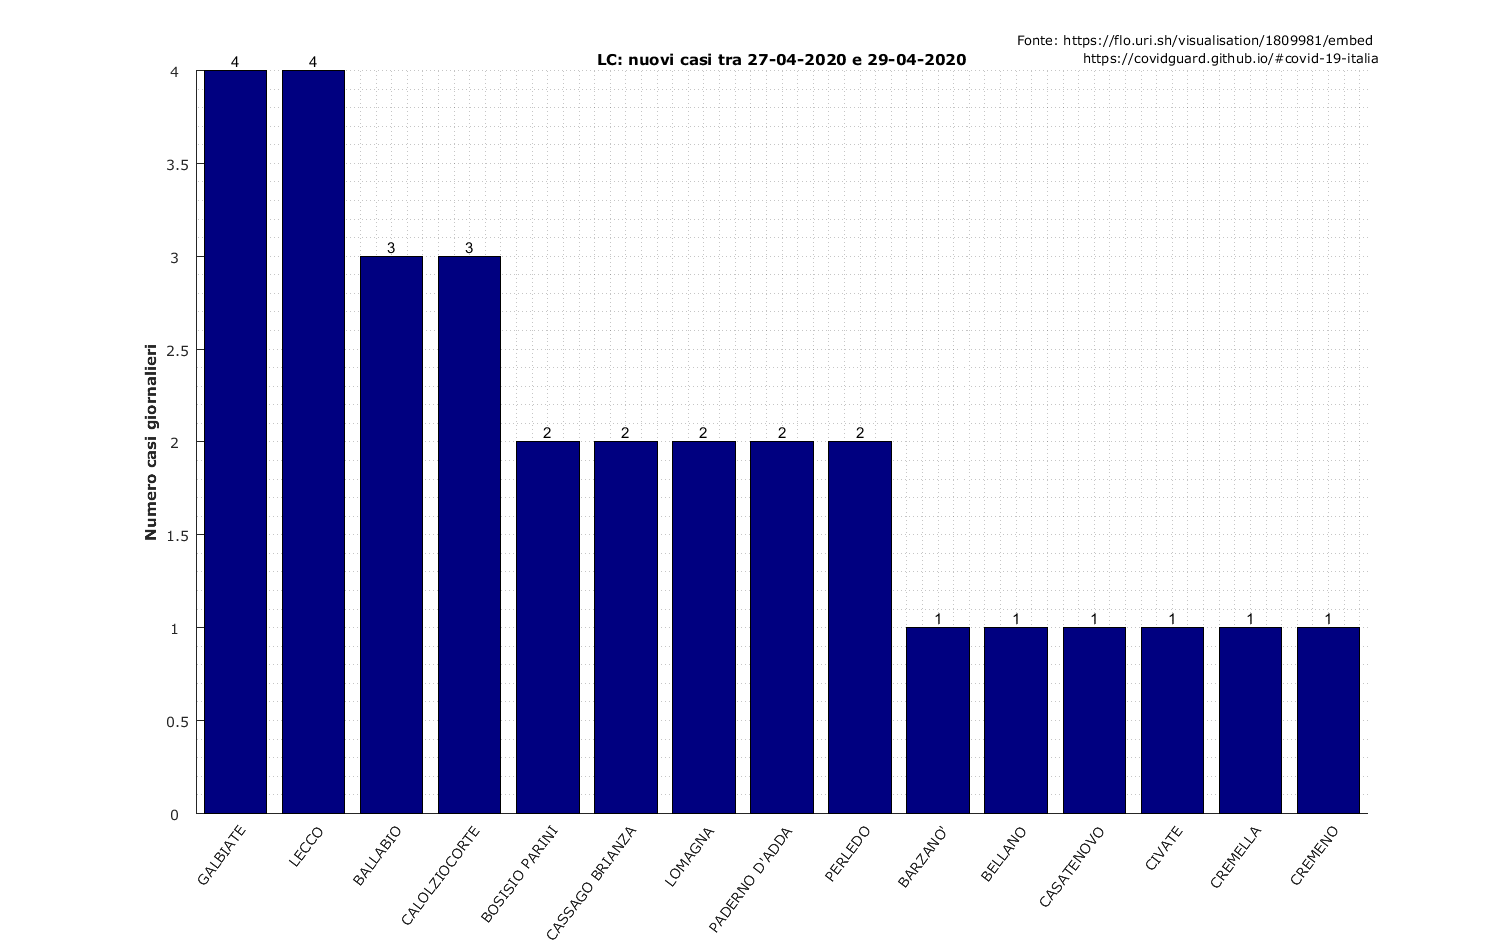 Fonte: https://flo.uri.sh/visualisation/1809981/embed
https://covidguard.github.io/#covid-19-italia
LC: nuovi casi tra 27-04-2020 e 29-04-2020
Numero casi giornalieri
4
3.5
3
2.5
2
1.5
1
0.5
0
4
4
3
3
2
2
2
2
2
1
1
1
1
1
1
GALBIATE
LECCO
BALLABIO
CALOLZIOCORTE
BOSISIO PARINI
CASSAGO BRIANZA
LOMAGNA
PADERNO D'ADDA
PERLEDO
BARZANO'
BELLANO
CASATENOVO
CIVATE
CREMELLA
CREMENO